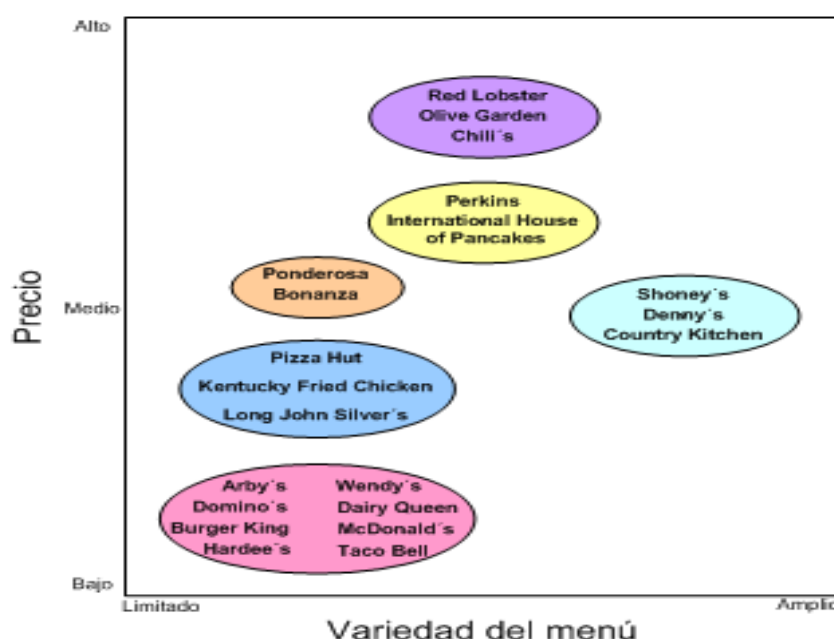 Alto
Red Lobster
Olive Garden
Chili´s
Perkins
International House
of Pancakes
Ponderosa
Bonanza
Precio
Medio
Shoney´s
Denny´s
Country Kitchen
Pizza Hut
Kentucky Fried Chicken
Long John Silver´s
Arby´s Wendy´s
Domino´s Dairy Queen
Burger King McDonald´s
Hardee´s Taco Bell
Bajo
Limitado
Amplio
Variedad del menú